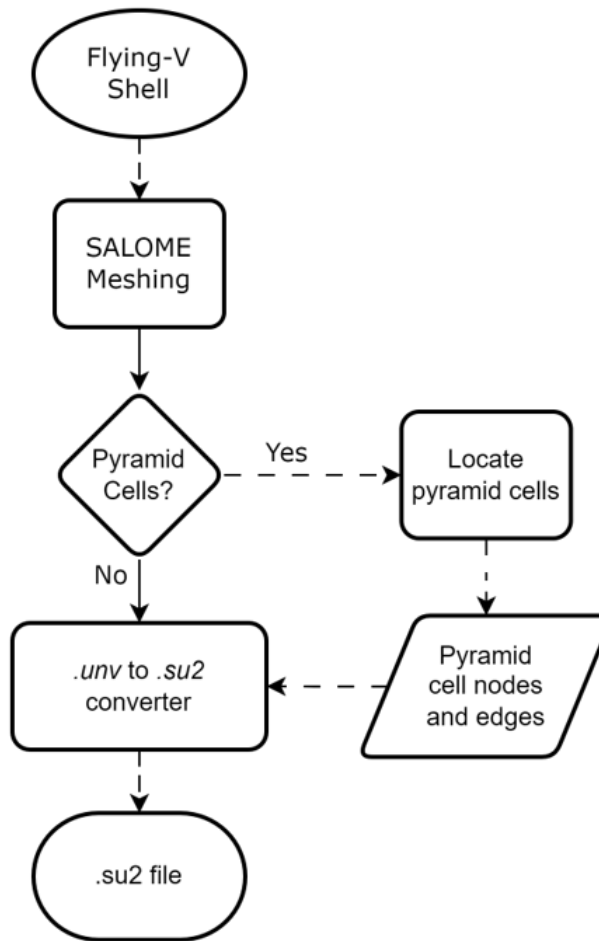 Flying-V
Shell
SALOME
Meshing
Pyramid
Cells?
Yes
Locate
pyramid cells
No
.unv to .su2
converter
Pyramid
cell nodes
and edges
.su2 file